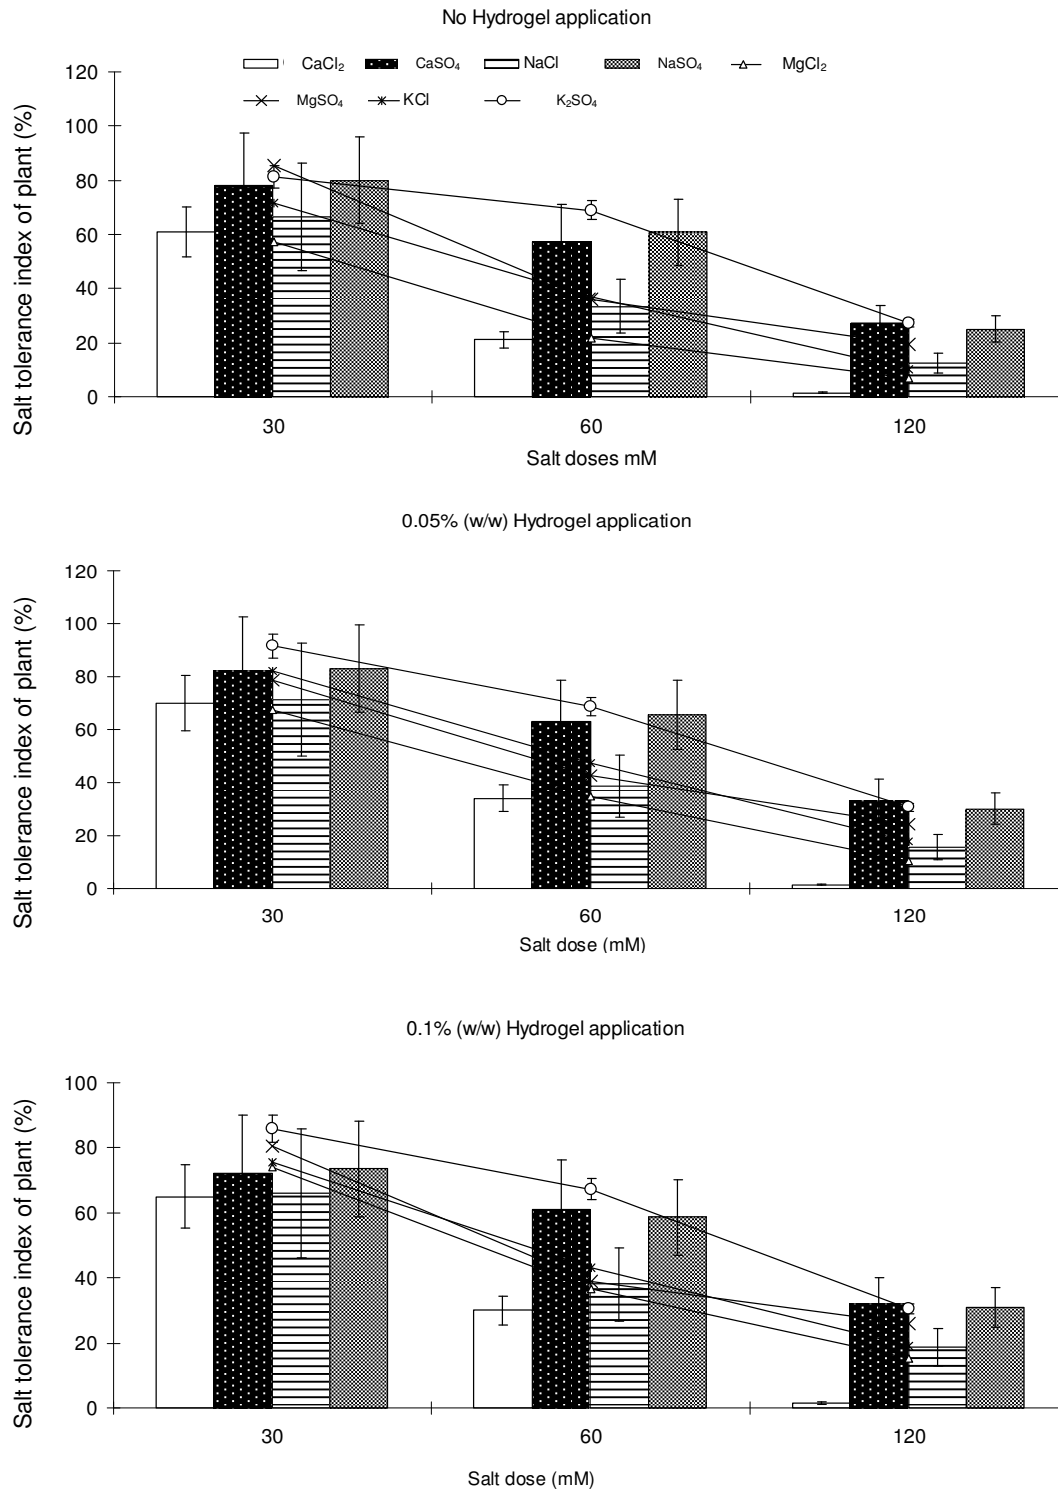 No Hydrogel application
CaCl₂ CaSO₄ NaCl NaSO₄ MgCl₂
MgSO₄ KCl K₂SO₄
Salt tolerance index of plant (%)
120
100
80
60
40
20
0
30 60 120
Salt doses mM
0.05% (w/w) Hydrogel application
Salt tolerance index of plant (%)
120
100
80
60
40
20
0
30 60 120
Salt dose (mM)
0.1% (w/w) Hydrogel application
Salt tolerance index of plant (%)
100
80
60
40
20
0
30 60 120
Salt dose (mM)